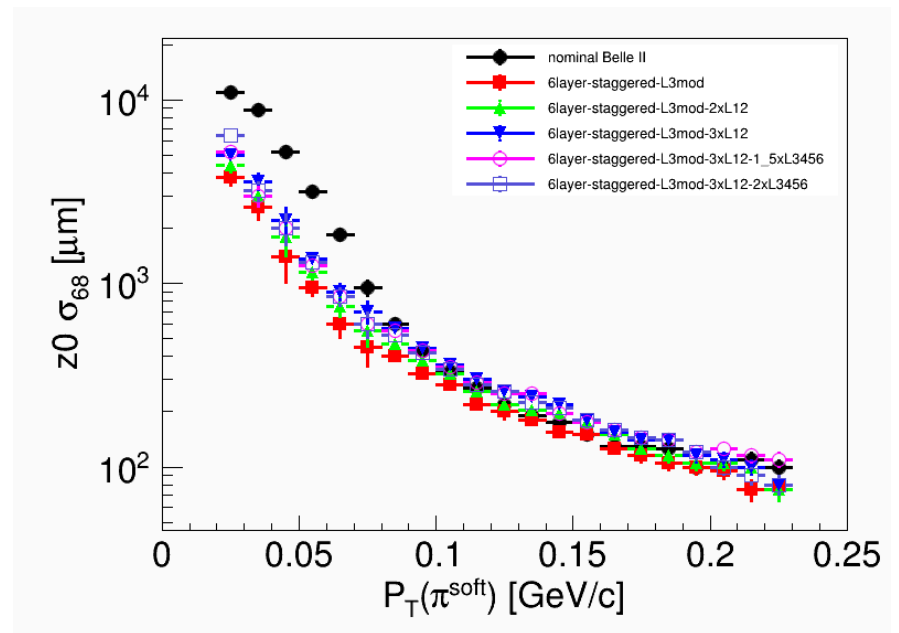 nominal Belle II
6layer-staggered-L3mod
6layer-staggered-L3mod-2xL12
6layer-staggered-L3mod-3xL12
6layer-staggered-L3mod-3xL12-1_5xL3456
6layer-staggered-L3mod-3xL12-2xL3456
z0 σ₆₈ [μm]
10⁴
10³
10²
0 0.05 0.1 0.15 0.2 0.25
P_T(π^soft) [GeV/c]